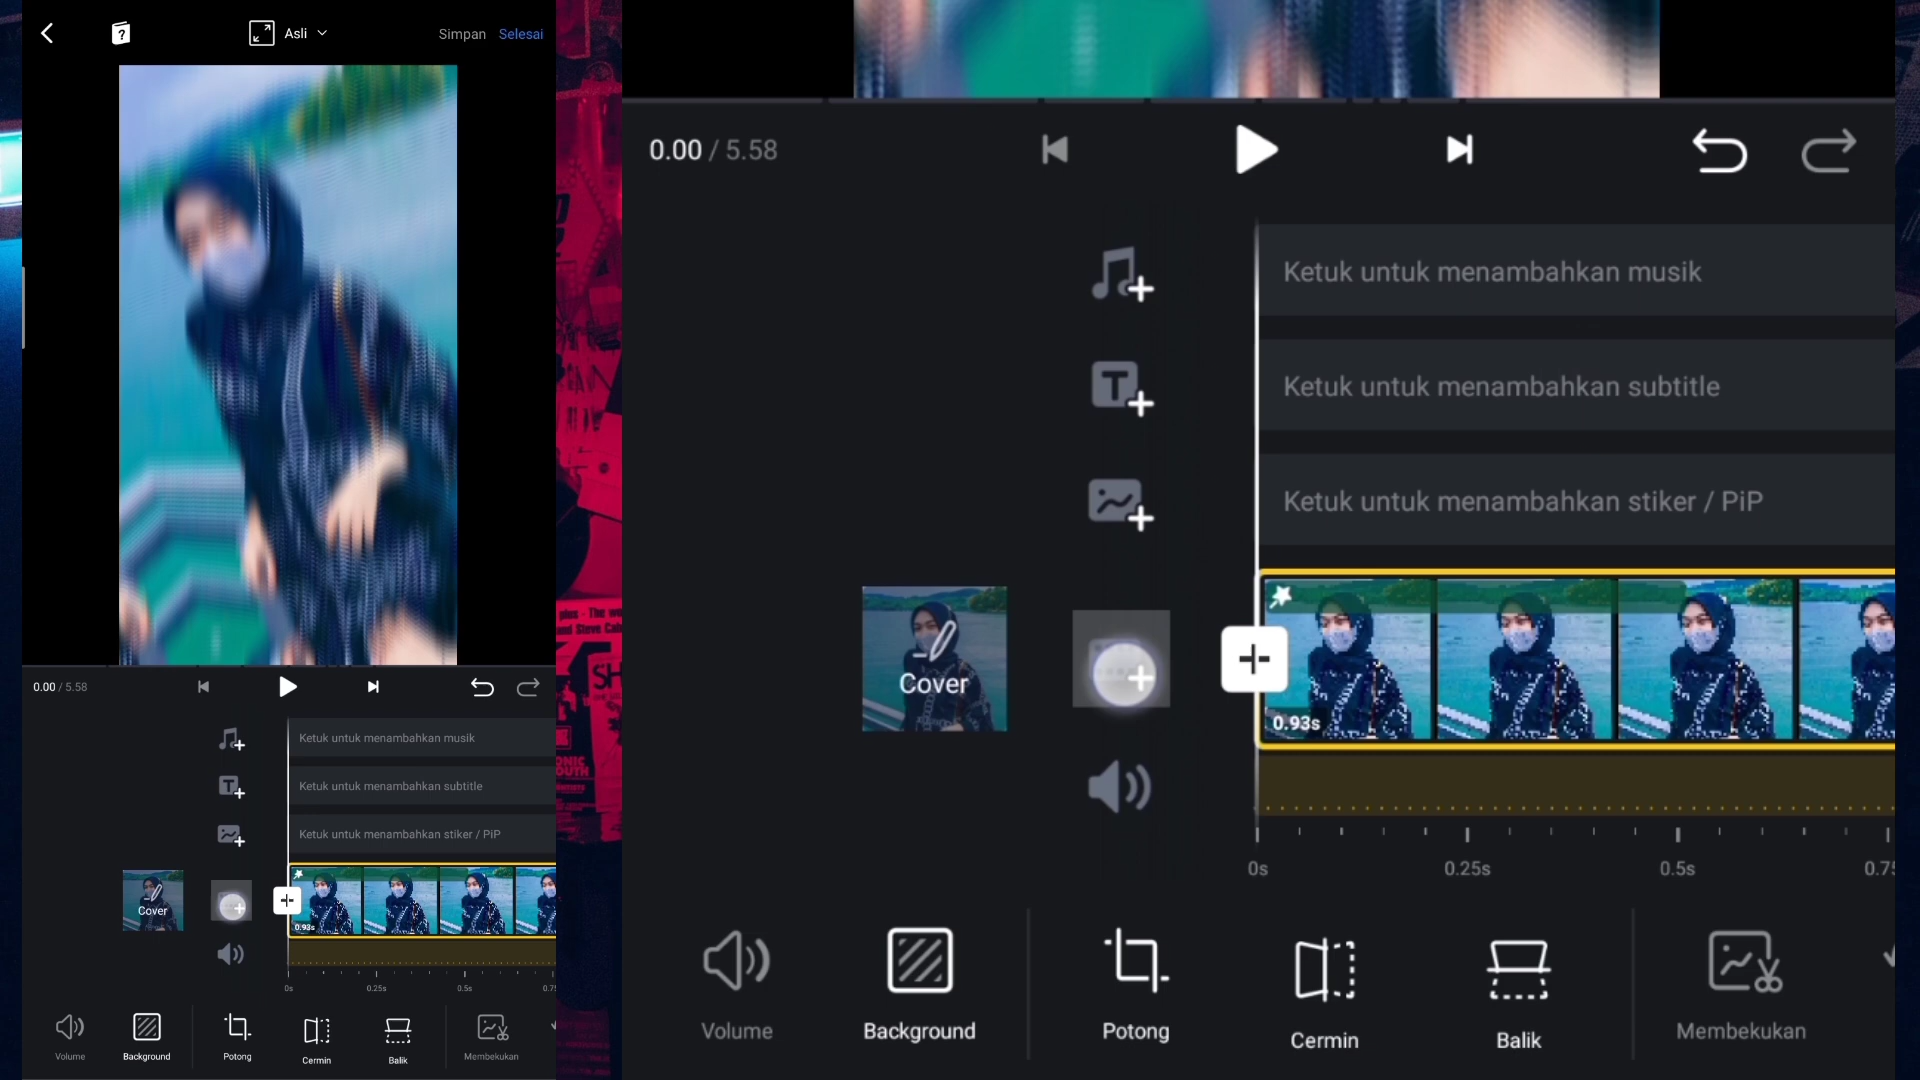 Asli
Simpan
Selesai
0.00 / 5.58
Ketuk untuk menambahkan musik
Ketuk untuk menambahkan subtitle
Ketuk untuk menambahkan stiker / PiP
Cover
0.93s
0s
0.25s
0.5s
Volume
Background
Potong
Cermin
Balik
Membekukan
0.00 / 5.58
Ketuk untuk menambahkan musik
Ketuk untuk menambahkan subtitle
Ketuk untuk menambahkan stiker / PiP
Cover
0.93s
0s
0.25s
0.5s
Volume
Background
Potong
Cermin
Balik
Membekukan